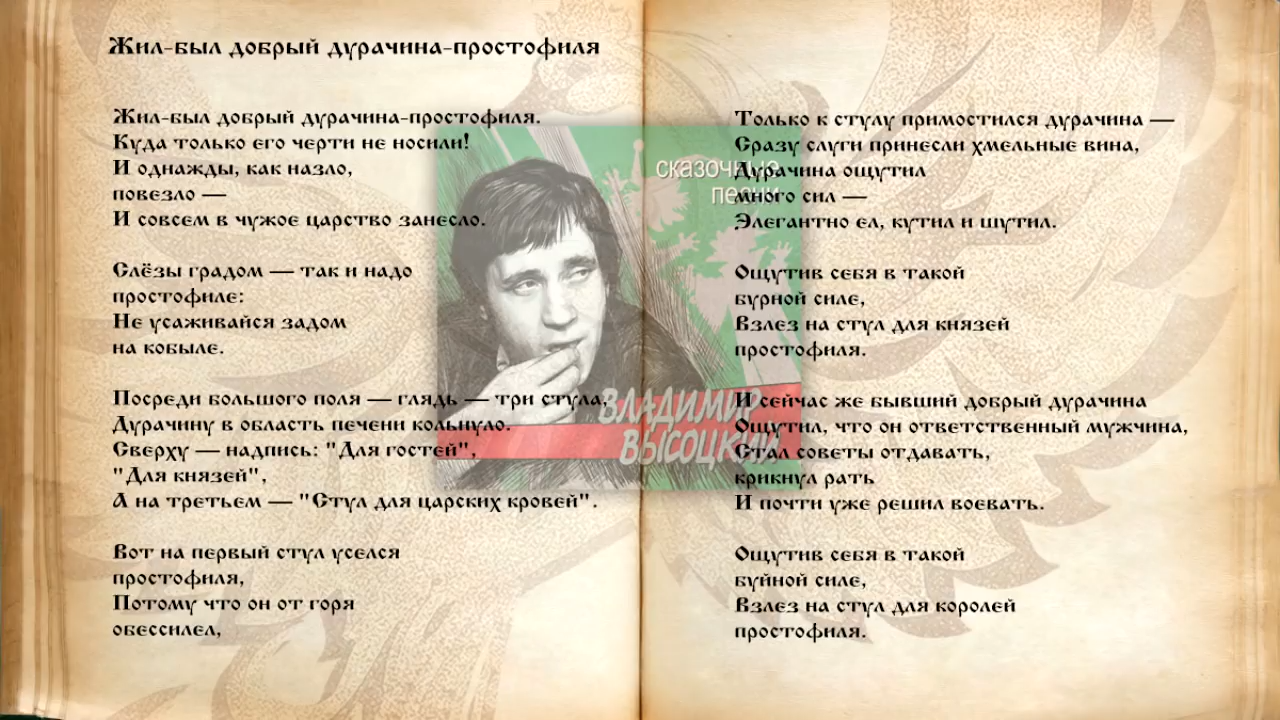 Жил-был добрый дурачина-простофиля
Жил-был добрый дурачина-простофиля.
Куда только его черти не носили!
И однажды, как назло,
повезло —
И совсем в чужое царство занесло.
Слёзы градом — так и надо
простофиле:
Не усаживайся задом
на кобыле.
Посреди большого поля — глядь — три стула,
Дурачину в область печени кольнуло.
Сверху — надпись: "Для гостей",
"Для князей",
А на третьем — "Стул для царских кровей".
Вот на первый стул уселся
простофиля,
Потому что он от горя
обессилел,
Только к стулу примостился дурачина —
Сразу слуги принесли хмельные вина,
Дурачина ощутил
много сил —
Элегантно ел, кутил и шутил.
Ощутив себя в такой
бурной силе,
Взлез на стул для князей
простофиля.
И сейчас же бывший добрый дурачина
Ощутил, что он ответственный мужчина,
Стал советы отдавать,
крикнул рать
И почти уже решил воевать.
Ощутив себя в такой
буйной силе,
Взлез на стул для королей
простофиля.
сказочные
песни
ВЛАДИМИР
ВЫСОЦКИЙ